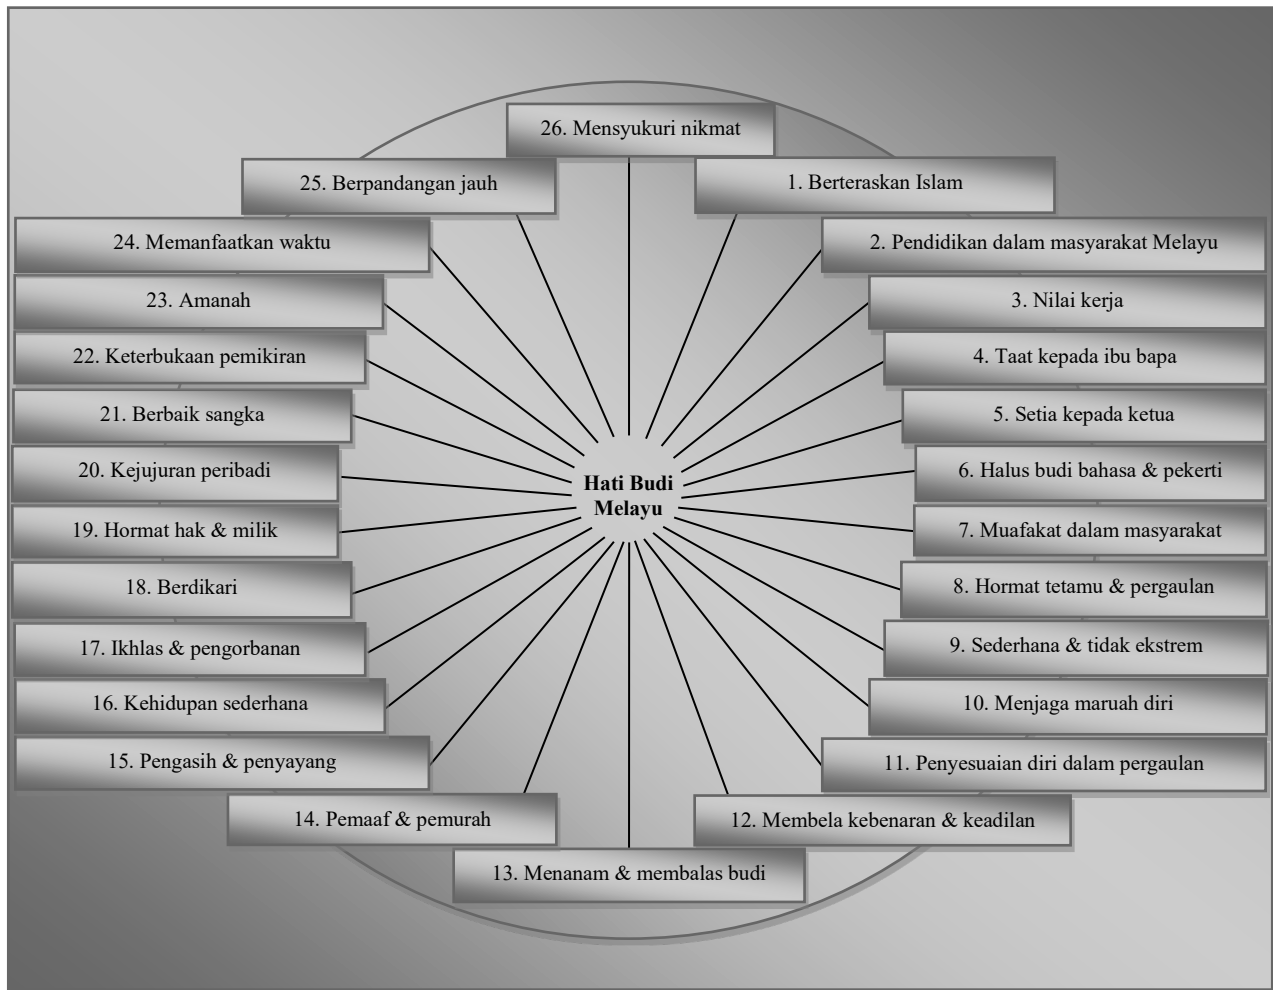 26. Mensyukuri nikmat
1. Berteraskan Islam
2. Pendidikan dalam masyarakat Melayu
3. Nilai kerja
4. Taat kepada ibu bapa
5. Setia kepada ketua
6. Halus budi bahasa & pekerti
7. Muafakat dalam masyarakat
8. Hormat tetamu & pergaulan
9. Sederhana & tidak ekstrem
10. Menjaga maruah diri
11. Penyesuaian diri dalam pergaulan
12. Membela kebenaran & keadilan
13. Menanam & membalas budi
14. Pemaaf & pemurah
15. Pengasih & penyayang
16. Kehidupan sederhana
17. Ikhlas & pengorbanan
18. Berdikari
19. Hormat hak & milik
20. Kejujuran peribadi
21. Berbaik sangka
22. Keterbukaan pemikiran
23. Amanah
24. Memanfaatkan waktu
25. Berpandangan jauh
Hati Budi
Melayu